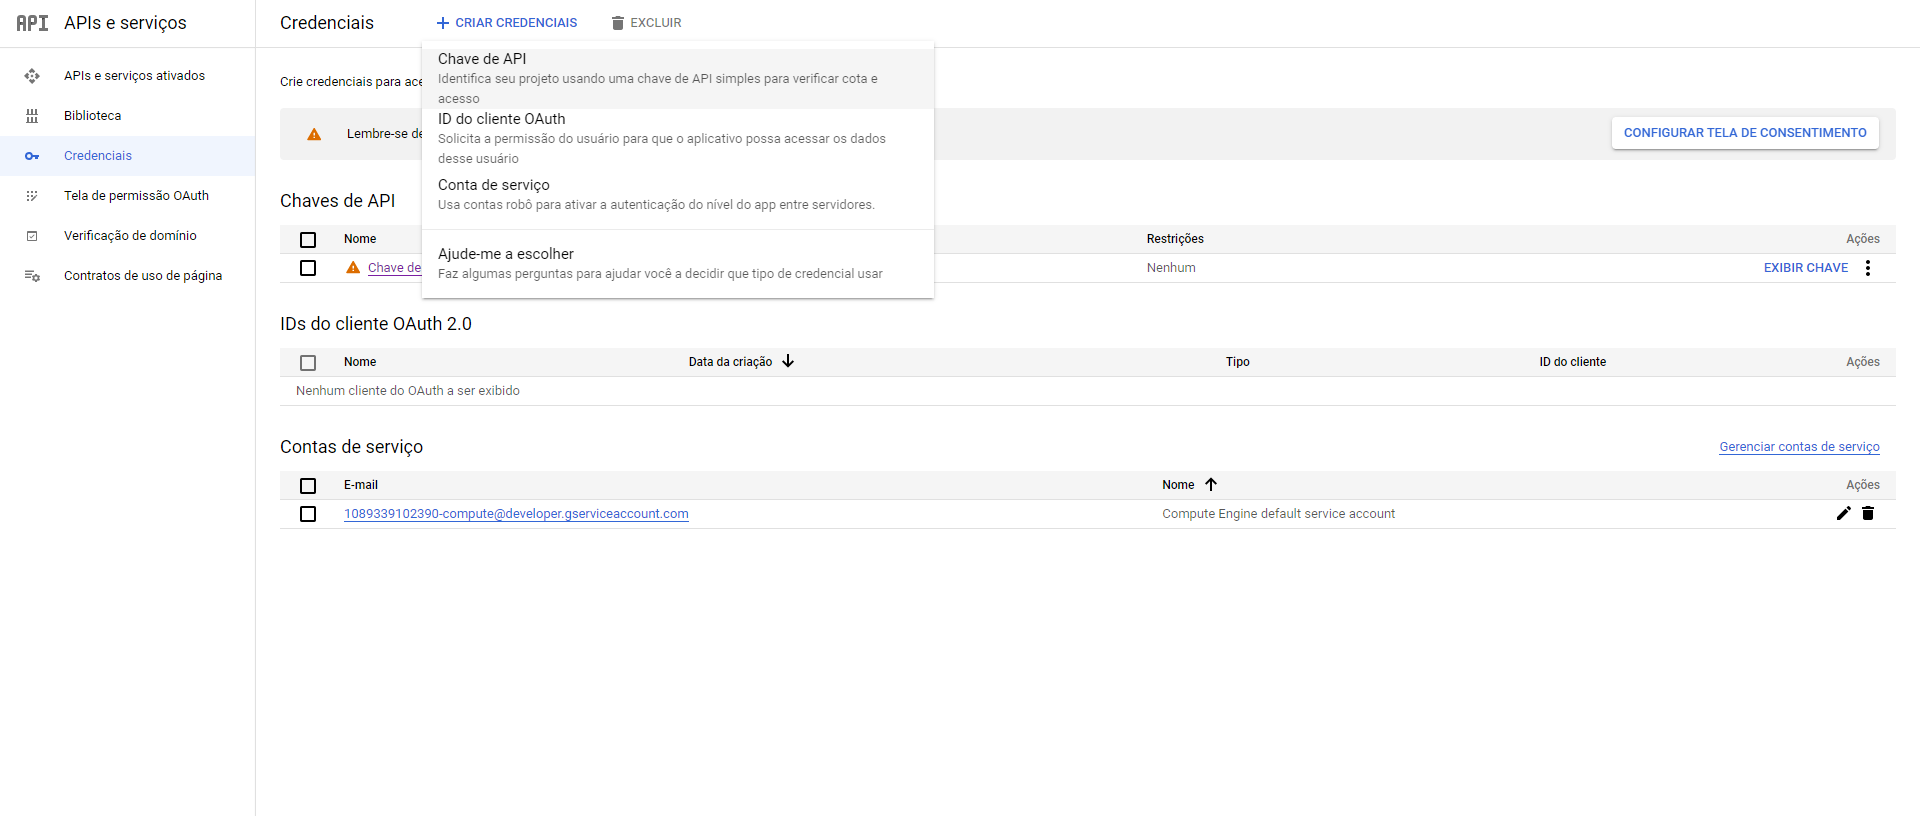 API APIs e serviços
APIs e serviços ativados
Biblioteca
Credenciais
Tela de permissão OAuth
Verificação de domínio
Contratos de uso de página
Credenciais
CRIAR CREDENCIAIS
EXCLUIR
Chave de API
Identifica seu projeto usando uma chave de API simples para verificar cota e
acesso
ID do cliente OAuth
Solicita a permissão do usuário para que o aplicativo possa acessar os dados
desse usuário
Conta de serviço
Usa contas robô para ativar a autenticação do nível do app entre servidores.
Ajude-me a escolher
Faz algumas perguntas para ajudar você a decidir que tipo de credencial usar
Crie credenciais para
Lembre-se
CONFIGURAR TELA DE CONSENTIMENTO
Chaves de API
Nome Restrições Ações
Chave de Nenhum EXIBIR CHAVE
IDs do cliente OAuth 2.0
Nome Data da criação Tipo ID do cliente Ações
Nenhum cliente do OAuth a ser exibido
Contas de serviço Gerenciar contas de serviço
E-mail Nome Ações
1089339102390-compute@developer.gserviceaccount.com Compute Engine default service account